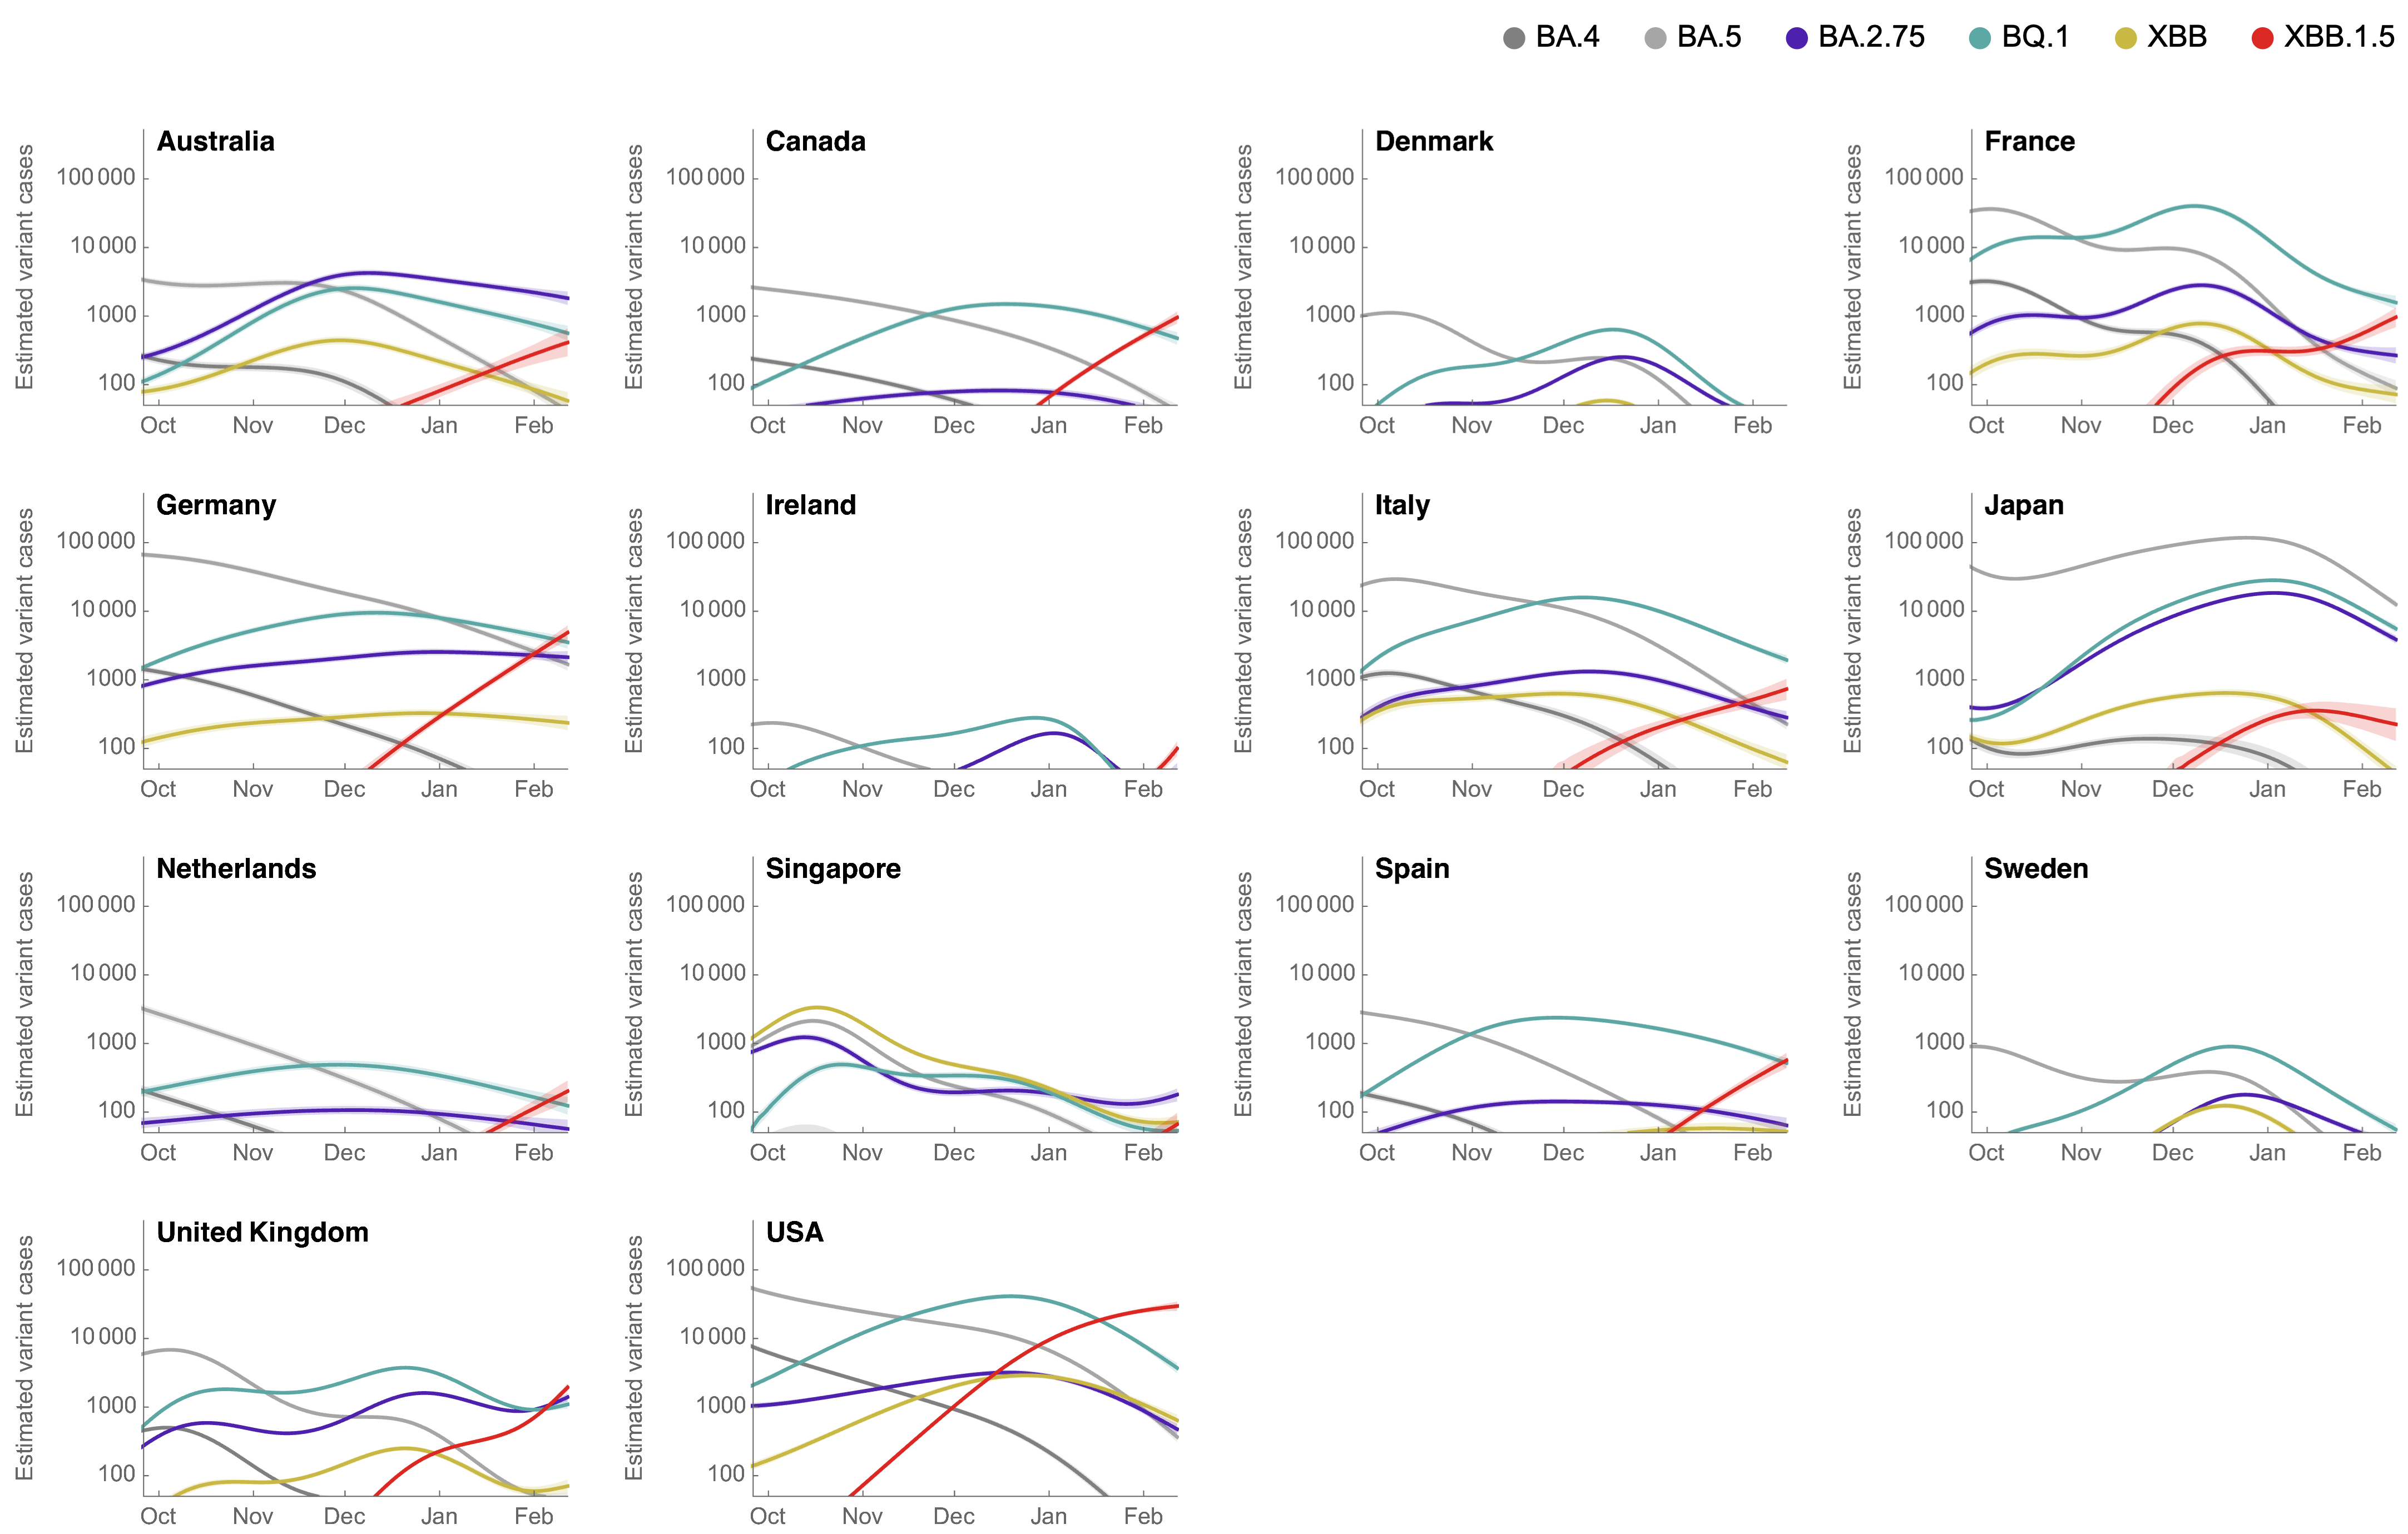 BA.4 BA.5 BA.2.75 BQ.1 XBB XBB.1.5
Australia
Estimated variant cases
100 000
10 000
1000
100
Oct Nov Dec Jan Feb
Canada
Estimated variant cases
100 000
10 000
1000
100
Oct Nov Dec Jan Feb
Denmark
Estimated variant cases
100 000
10 000
1000
100
Oct Nov Dec Jan Feb
France
Estimated variant cases
100 000
10 000
1000
100
Oct Nov Dec Jan Feb
Germany
Estimated variant cases
100 000
10 000
1000
100
Oct Nov Dec Jan Feb
Ireland
Estimated variant cases
100 000
10 000
1000
100
Oct Nov Dec Jan Feb
Italy
Estimated variant cases
100 000
10 000
1000
100
Oct Nov Dec Jan Feb
Japan
Estimated variant cases
100 000
10 000
1000
100
Oct Nov Dec Jan Feb
Netherlands
Estimated variant cases
100 000
10 000
1000
100
Oct Nov Dec Jan Feb
Singapore
Estimated variant cases
100 000
10 000
1000
100
Oct Nov Dec Jan Feb
Spain
Estimated variant cases
100 000
10 000
1000
100
Oct Nov Dec Jan Feb
Sweden
Estimated variant cases
100 000
10 000
1000
100
Oct Nov Dec Jan Feb
United Kingdom
Estimated variant cases
100 000
10 000
1000
100
Oct Nov Dec Jan Feb
USA
Estimated variant cases
100 000
10 000
1000
100
Oct Nov Dec Jan Feb